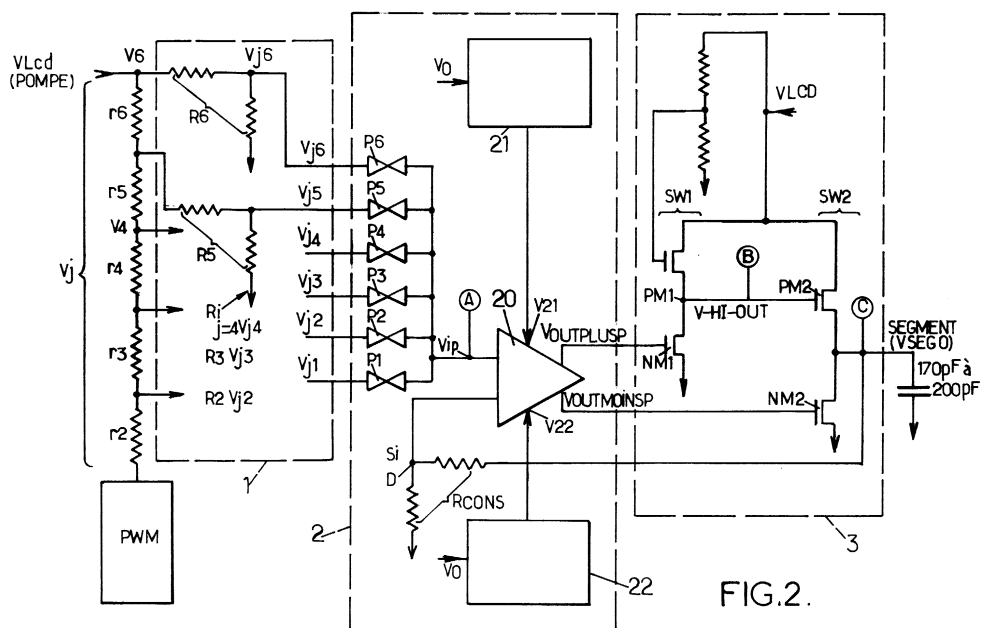 VLcd
(POMPE)
V6
Vj6
R6
r6
Vj6
P6
r5
Vj5
P5
V4
R5
Vj4
P4
Vj
r4
Vj3
P3
Ri
j=4Vj4
Vj2
P2
R3 Vj3
Vj1
P1
r3
R2 Vj2
r2
PWM
1
V0
21
A
20
V21
Vip
VOUTPLUSP
VOUTMOINSP
V22
Si
D
RCONS
2
V0
22
VLCD
SW1
SW2
B
PM1
V-HI-OUT
PM2
C
NM1
SEGMENT
(VSEG0)
170pF à
200pF
NM2
3
FIG.2.